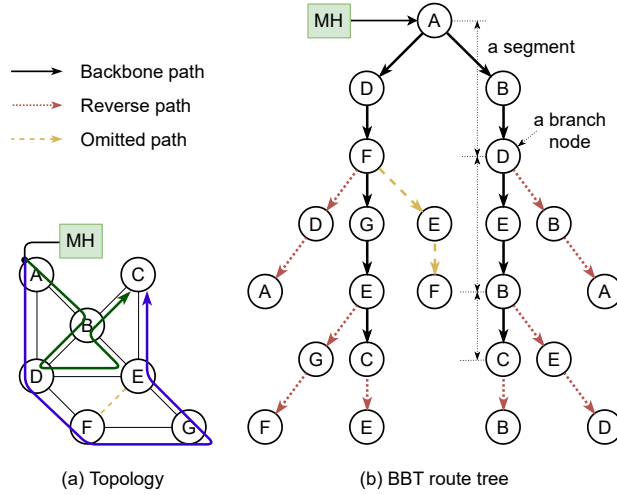 MH
A
a segment
Backbone path
D
B
Reverse path
a branch
node
Omitted path
F
D
D
G
E
E
B
MH
A
C
A
E
F
B
A
B
G
C
C
E
D
E
F
G
F
E
B
D
(a) Topology
(b) BBT route tree